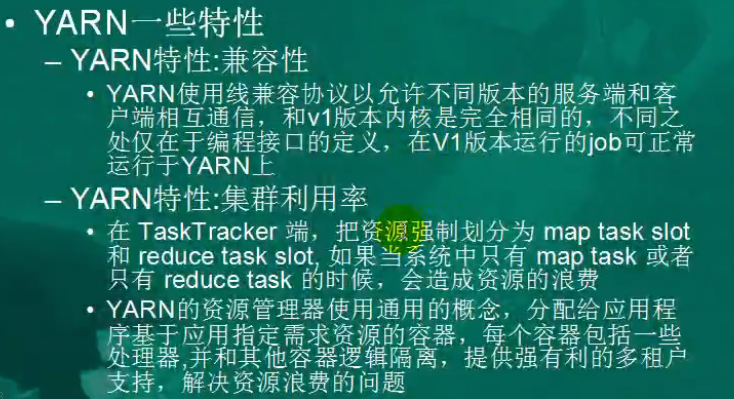 • YARN一些特性
– YARN特性:兼容性
• YARN使用线兼容协议以允许不同版本的服务端和客
户端相互通信，和v1版本内核是完全相同的，不同之
处仅在于编程接口的定义，在V1版本运行的job可正常
运行于YARN上
– YARN特性:集群利用率
• 在 TaskTracker 端，把资源强制划分为 map task slot
和 reduce task slot, 如果当系统中只有 map task 或者
只有 reduce task 的时候，会造成资源的浪费
• YARN的资源管理器使用通用的概念，分配给应用程
序基于应用指定需求资源的容器，每个容器包括一些
处理器,并和其他容器逻辑隔离，提供强有利的多租户
支持，解决资源浪费的问题